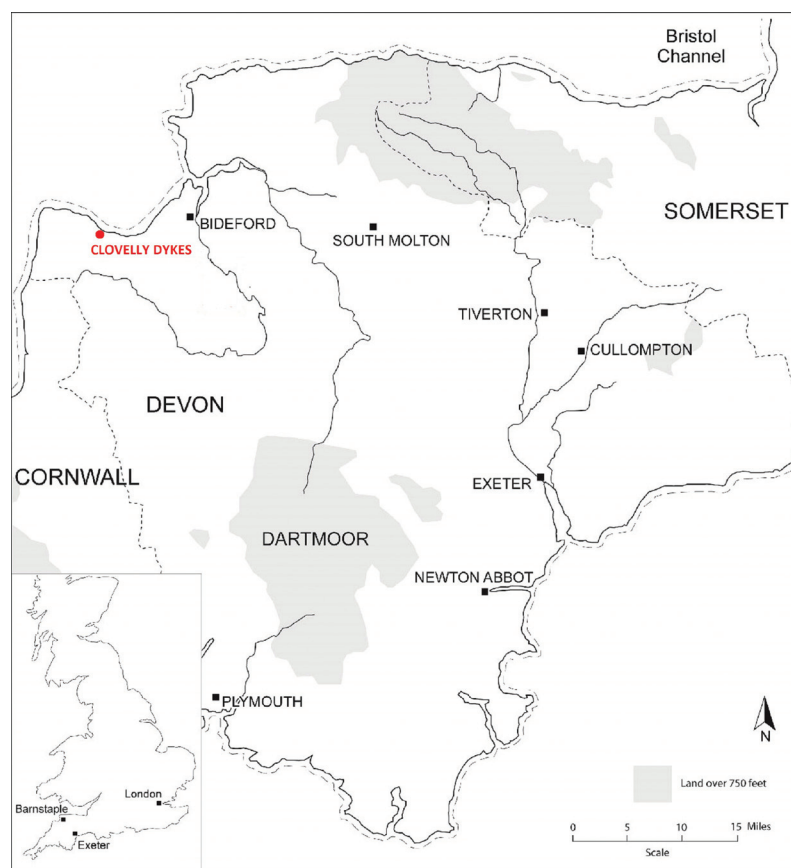 Bristol
Channel
SOMERSET
BIDEFORD
SOUTH MOLTON
CLOVELLY DYKES
TIVERTON
CULLOMPTON
DEVON
CORNWALL
EXETER
DARTMOOR
NEWTON ABBOT
PLYMOUTH
N
Land over 750 feet
0 5 10 15 Miles
Scale
London
Barnstaple
Exeter